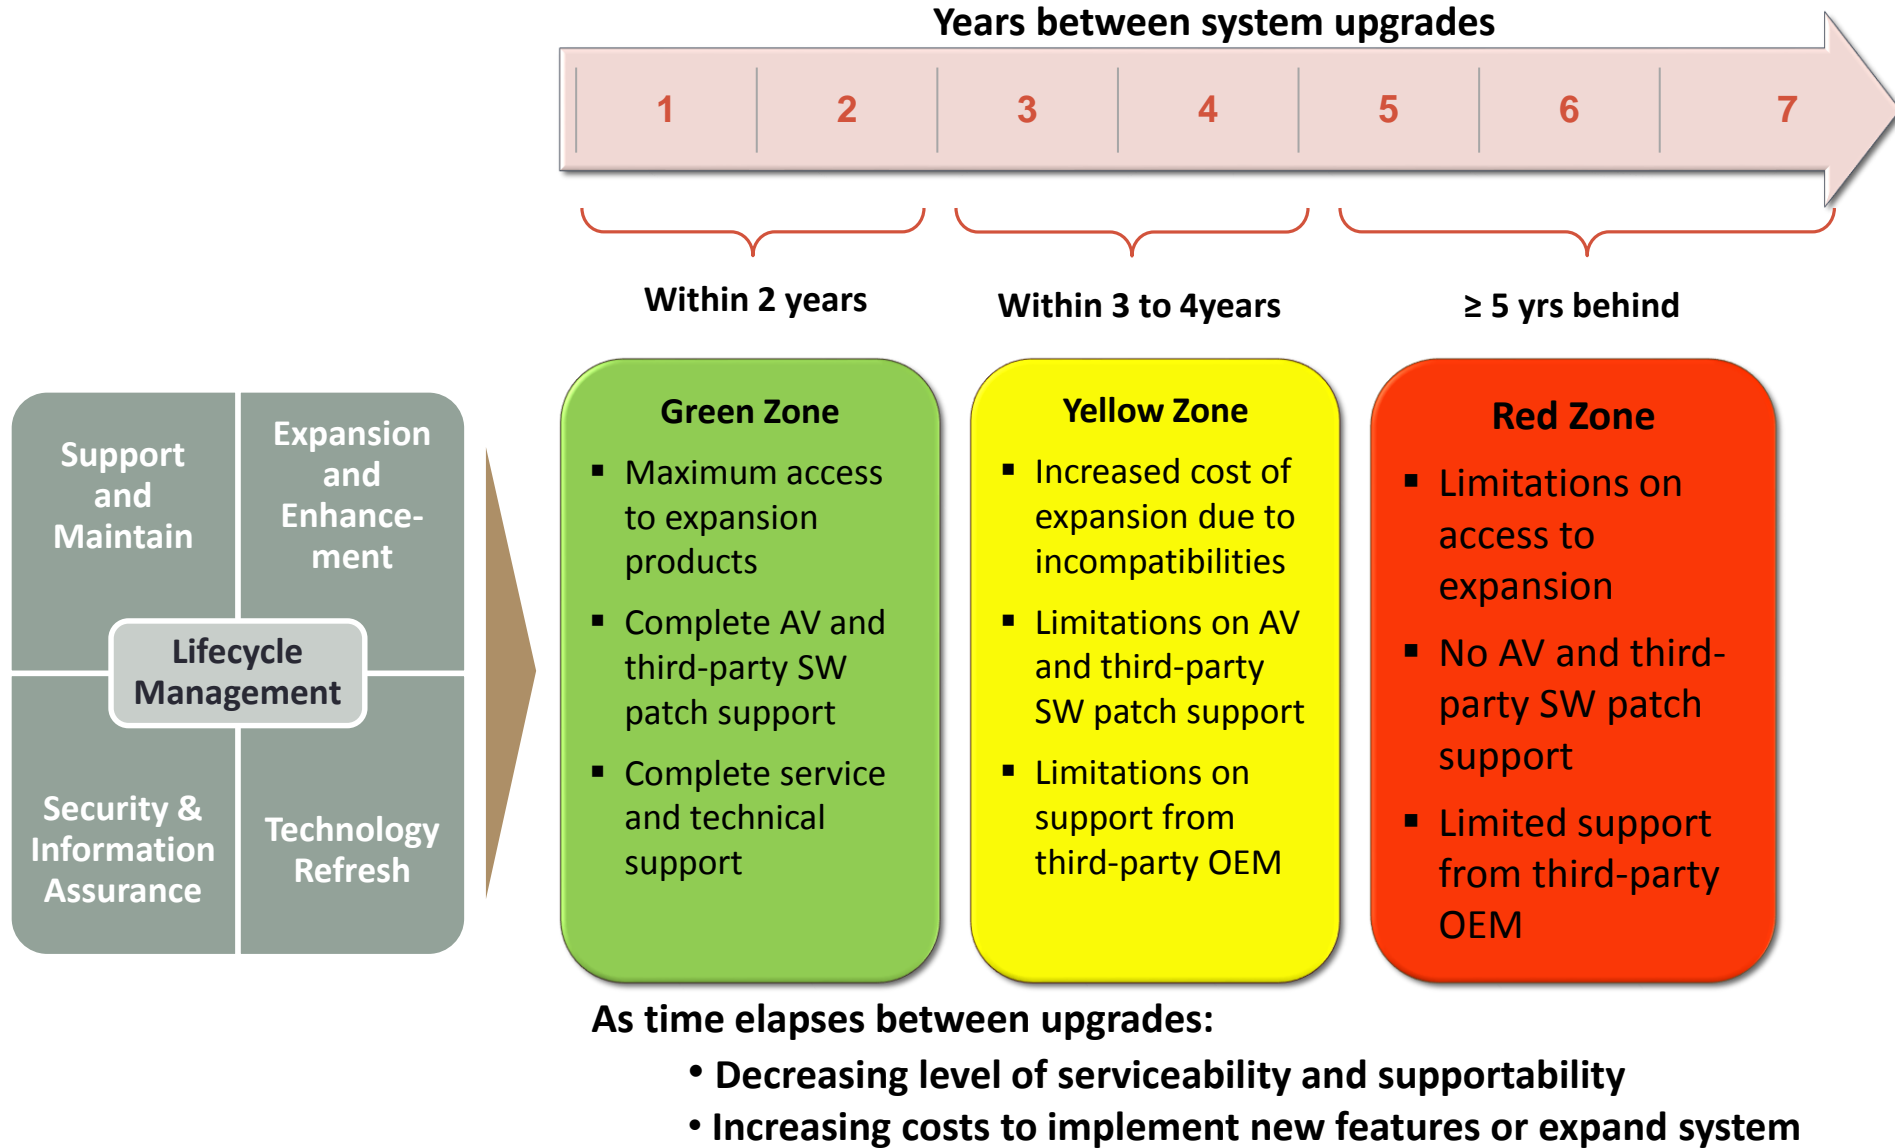 Years between system upgrades
1 2 3 4 5 6 7
Within 2 years
Within 3 to 4years
≥ 5 yrs behind
Support
and
Maintain
Expansion
and
Enhance-
ment
Lifecycle
Management
Security &
Information
Assurance
Technology
Refresh
Green Zone
▪ Maximum access
to expansion
products
▪ Complete AV and
third-party SW
patch support
▪ Complete service
and technical
support
Yellow Zone
▪ Increased cost of
expansion due to
incompatibilities
▪ Limitations on AV
and third-party
SW patch support
▪ Limitations on
support from
third-party OEM
Red Zone
▪ Limitations on
access to
expansion
▪ No AV and third-
party SW patch
support
▪ Limited support
from third-party
OEM
As time elapses between upgrades:
• Decreasing level of serviceability and supportability
• Increasing costs to implement new features or expand system